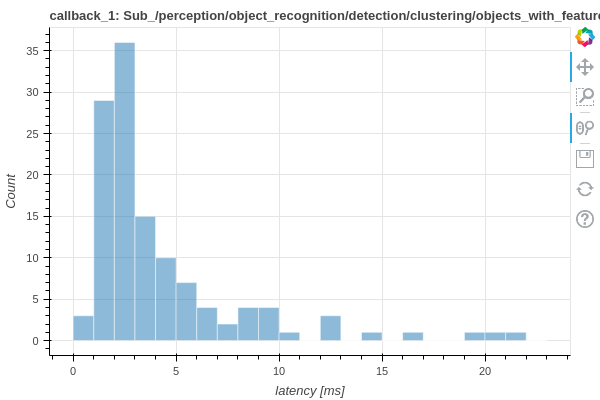 callback_1: Sub_/perception/object_recognition/detection/clustering/objects_with_feature
35
30
25
20
15
10
5
0
Count
0 5 10 15 20
latency [ms]